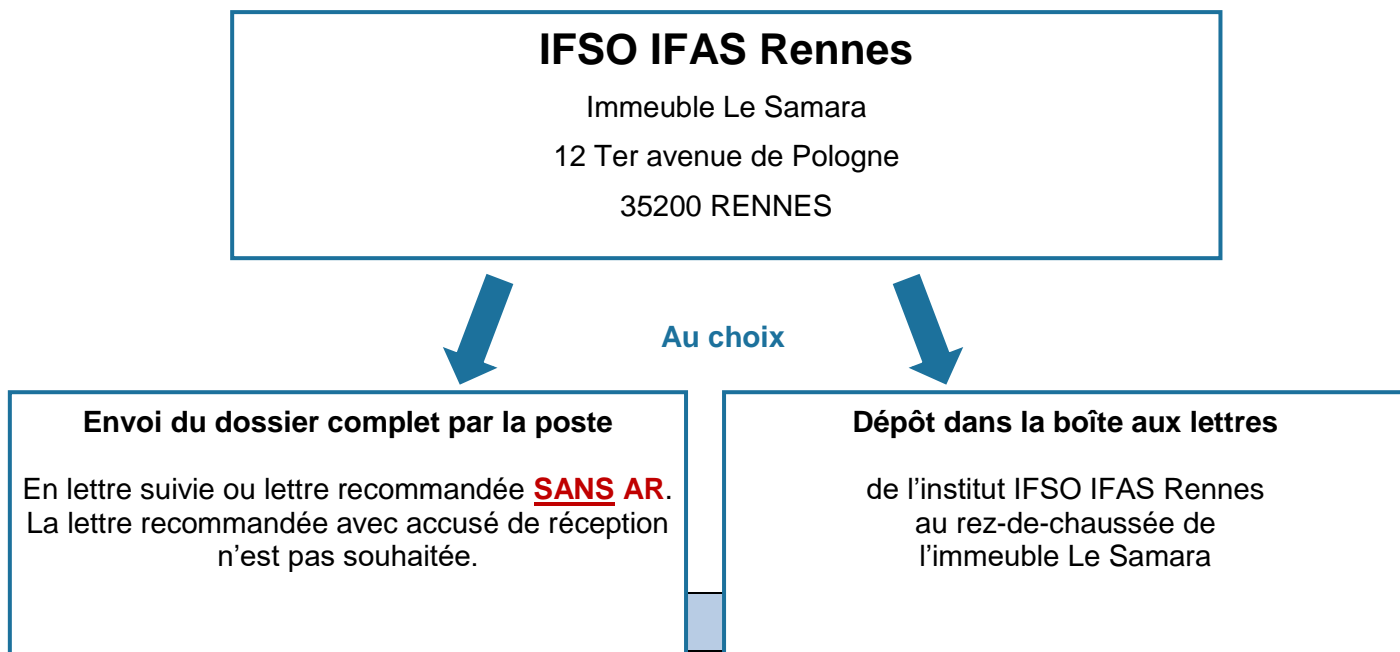 IFSO IFAS Rennes
Immeuble Le Samara
12 Ter avenue de Pologne
35200 RENNES
Au choix
Envoi du dossier complet par la poste
En lettre suivie ou lettre recommandée SANS AR.
La lettre recommandée avec accusé de réception
n’est pas souhaitée.
Dépôt dans la boîte aux lettres
de l’institut IFSO IFAS Rennes
au rez-de-chaussée de
l’immeuble Le Samara